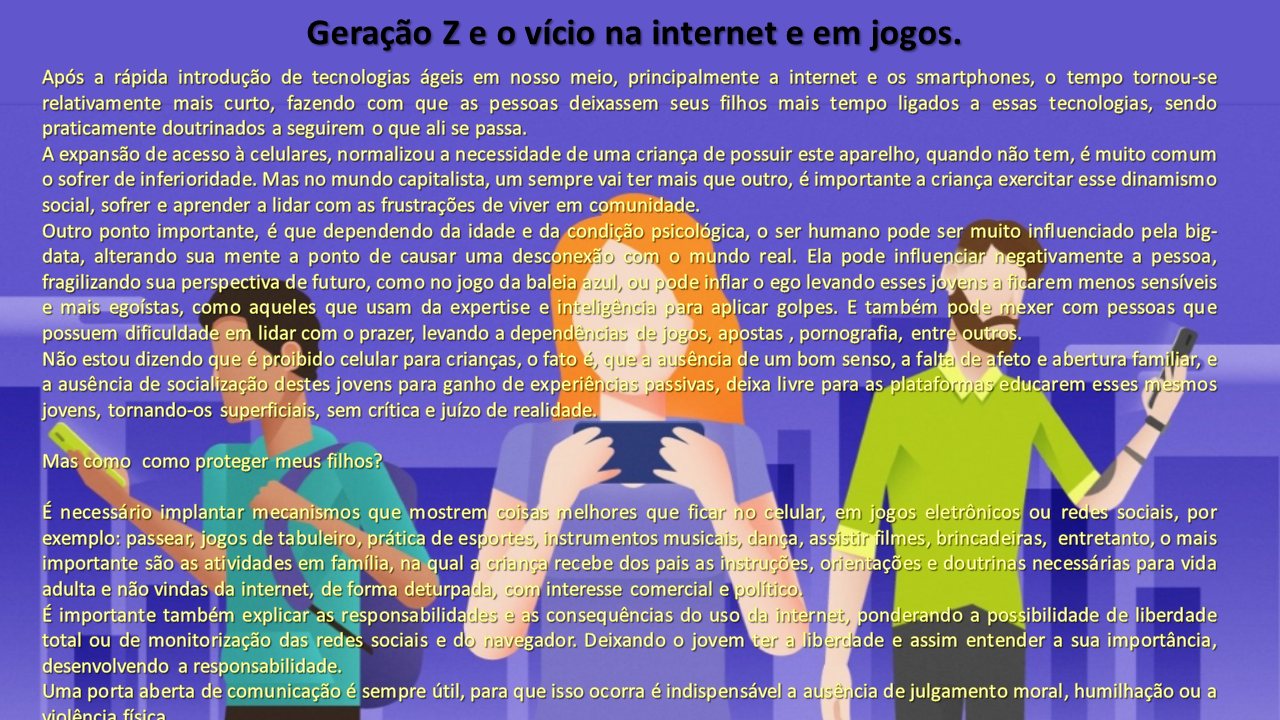 Geração Z e o vício na internet e em jogos.
Após a rápida introdução de tecnologias ágeis em nosso meio, principalmente a internet e os smartphones, o tempo tornou-se
relativamente mais curto, fazendo com que as pessoas deixassem seus filhos mais tempo ligados a essas tecnologias, sendo
praticamente doutrinados a seguirem o que ali se passa.
A expansão de acesso à celulares, normalizou a necessidade de uma criança de possuir este aparelho, quando não tem, é muito comum
o sofrer de inferioridade. Mas no mundo capitalista, um sempre vai ter mais que outro, é importante a criança exercitar esse dinamismo
social, sofrer e aprender a lidar com as frustrações de viver em comunidade.
Outro ponto importante, é que dependendo da idade e da condição psicológica, o ser humano pode ser muito influenciado pela big-
data, alterando sua mente a ponto de causar uma desconexão com o mundo real. Ela pode influenciar negativamente a pessoa,
fragilizando sua perspectiva de futuro, como no jogo da baleia azul, ou pode inflar o ego levando esses jovens a ficarem menos sensíveis
e mais egoístas, como aqueles que usam da expertise e inteligência para aplicar golpes. E também pode mexer com pessoas que
possuem dificuldade em lidar com o prazer, levando a dependências de jogos, apostas , pornografia, entre outros.
Não estou dizendo que é proibido celular para crianças, o fato é, que a ausência de um bom senso, a falta de afeto e abertura familiar, e
a ausência de socialização destes jovens para ganho de experiências passivas, deixa livre para as plataformas educarem esses mesmos
jovens, tornando-os superficiais, sem crítica e juízo de realidade.
Mas como como proteger meus filhos?
É necessário implantar mecanismos que mostrem coisas melhores que ficar no celular, em jogos eletrônicos ou redes sociais, por
exemplo: passear, jogos de tabuleiro, prática de esportes, instrumentos musicais, dança, assistir filmes, brincadeiras, entretanto, o mais
importante são as atividades em família, na qual a criança recebe dos pais as instruções, orientações e doutrinas necessárias para vida
adulta e não vindas da internet, de forma deturpada, com interesse comercial e político.
É importante também explicar as responsabilidades e as consequências do uso da internet, ponderando a possibilidade de liberdade
total ou de monitorização das redes sociais e do navegador. Deixando o jovem ter a liberdade e assim entender a sua importância,
desenvolvendo a responsabilidade.
Uma porta aberta de comunicação é sempre útil, para que isso ocorra é indispensável a ausência de julgamento moral, humilhação ou a
violência física.